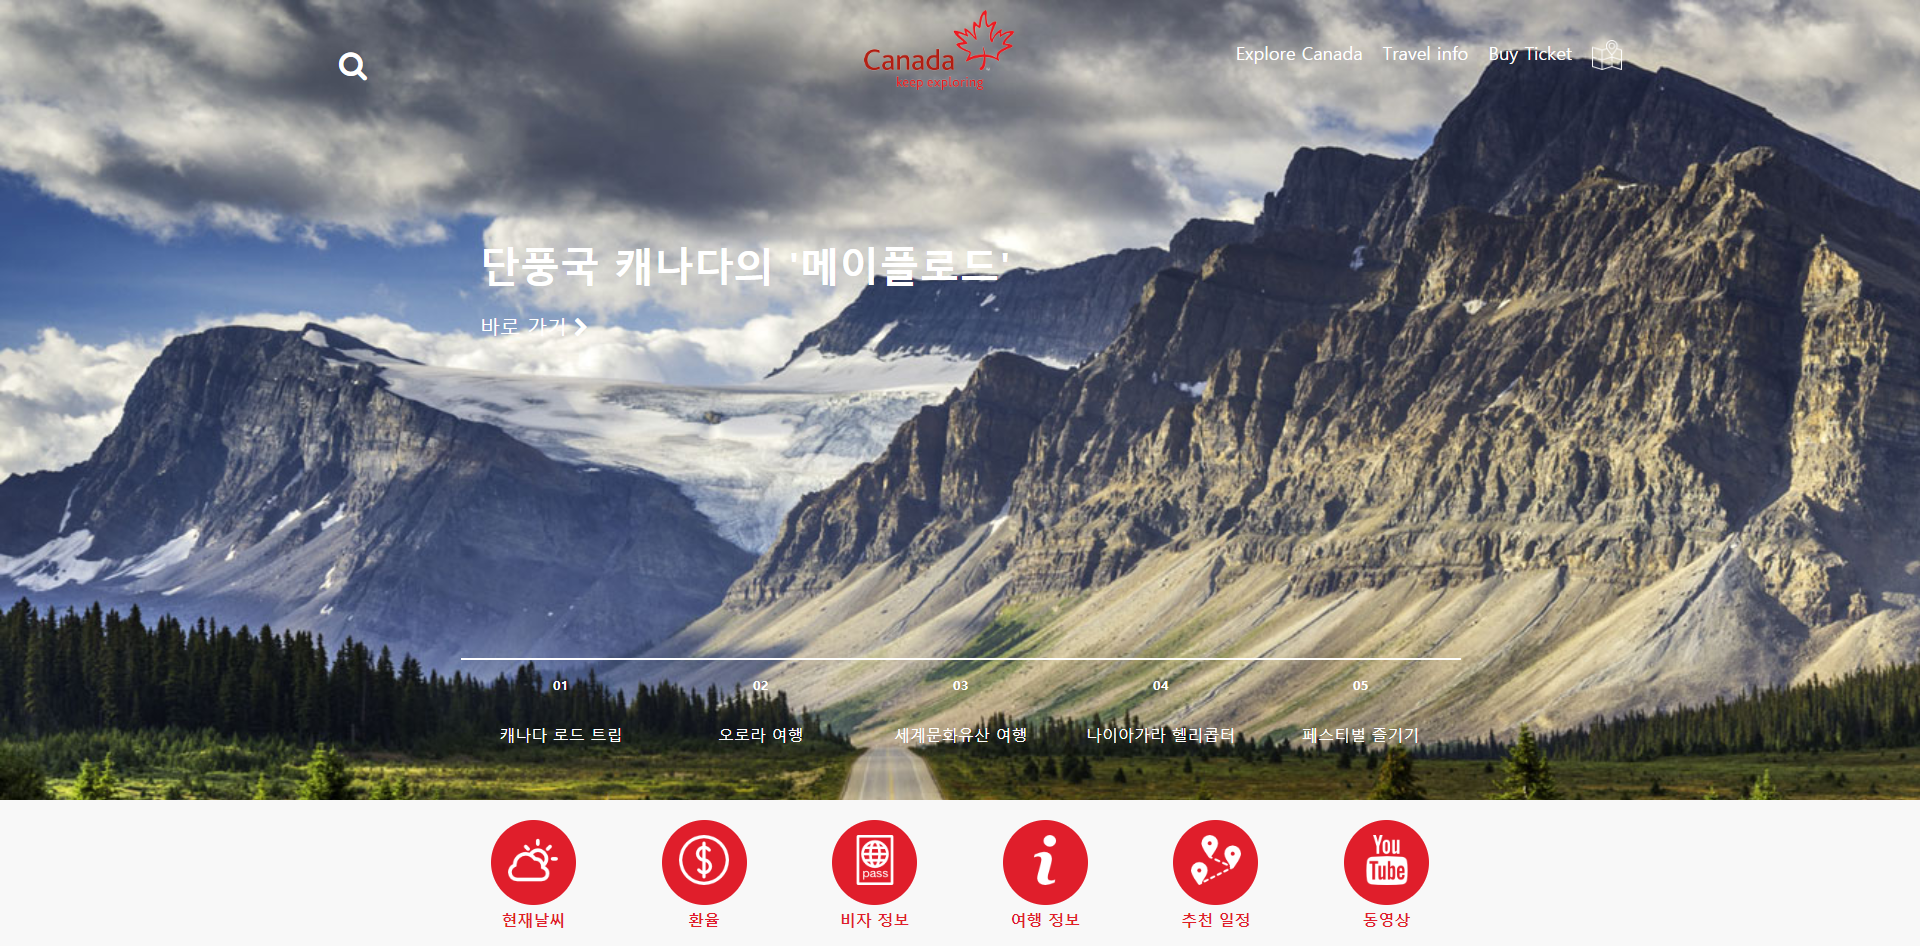 Canada
keep exploring
Explore Canada
Travel info
Buy Ticket
단풍국 캐나다의 '메이플로드'
바로 가기
01
02
03
04
05
캐나다 로드 트립
오로라 여행
세계문화유산 여행
나이아가라 헬리콥터
페스티벌 즐기기
$
pass
i
You
Tube
현재날씨
환율
비자 정보
여행 정보
추천 일정
동영상